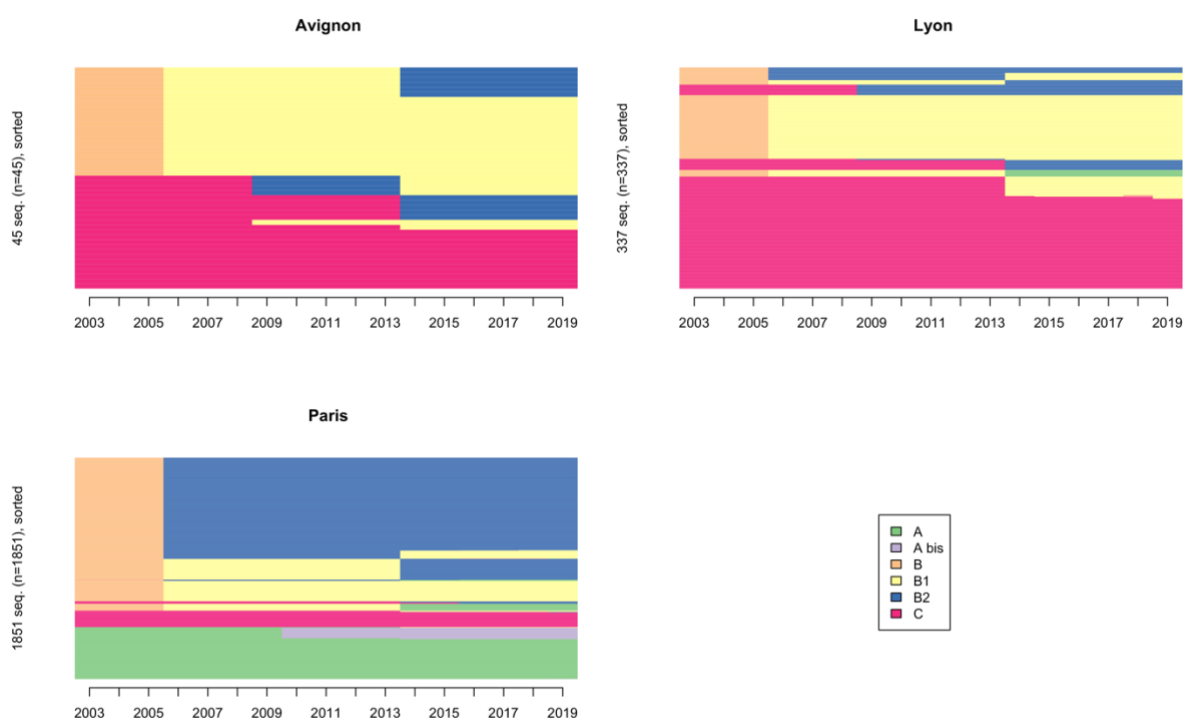 Avignon
45 seq. (n=45), sorted
2003 2005 2007 2009 2011 2013 2015 2017 2019
Lyon
337 seq. (n=337), sorted
2003 2005 2007 2009 2011 2013 2015 2017 2019
Paris
1851 seq. (n=1851), sorted
2003 2005 2007 2009 2011 2013 2015 2017 2019
A
A bis
B
B1
B2
C